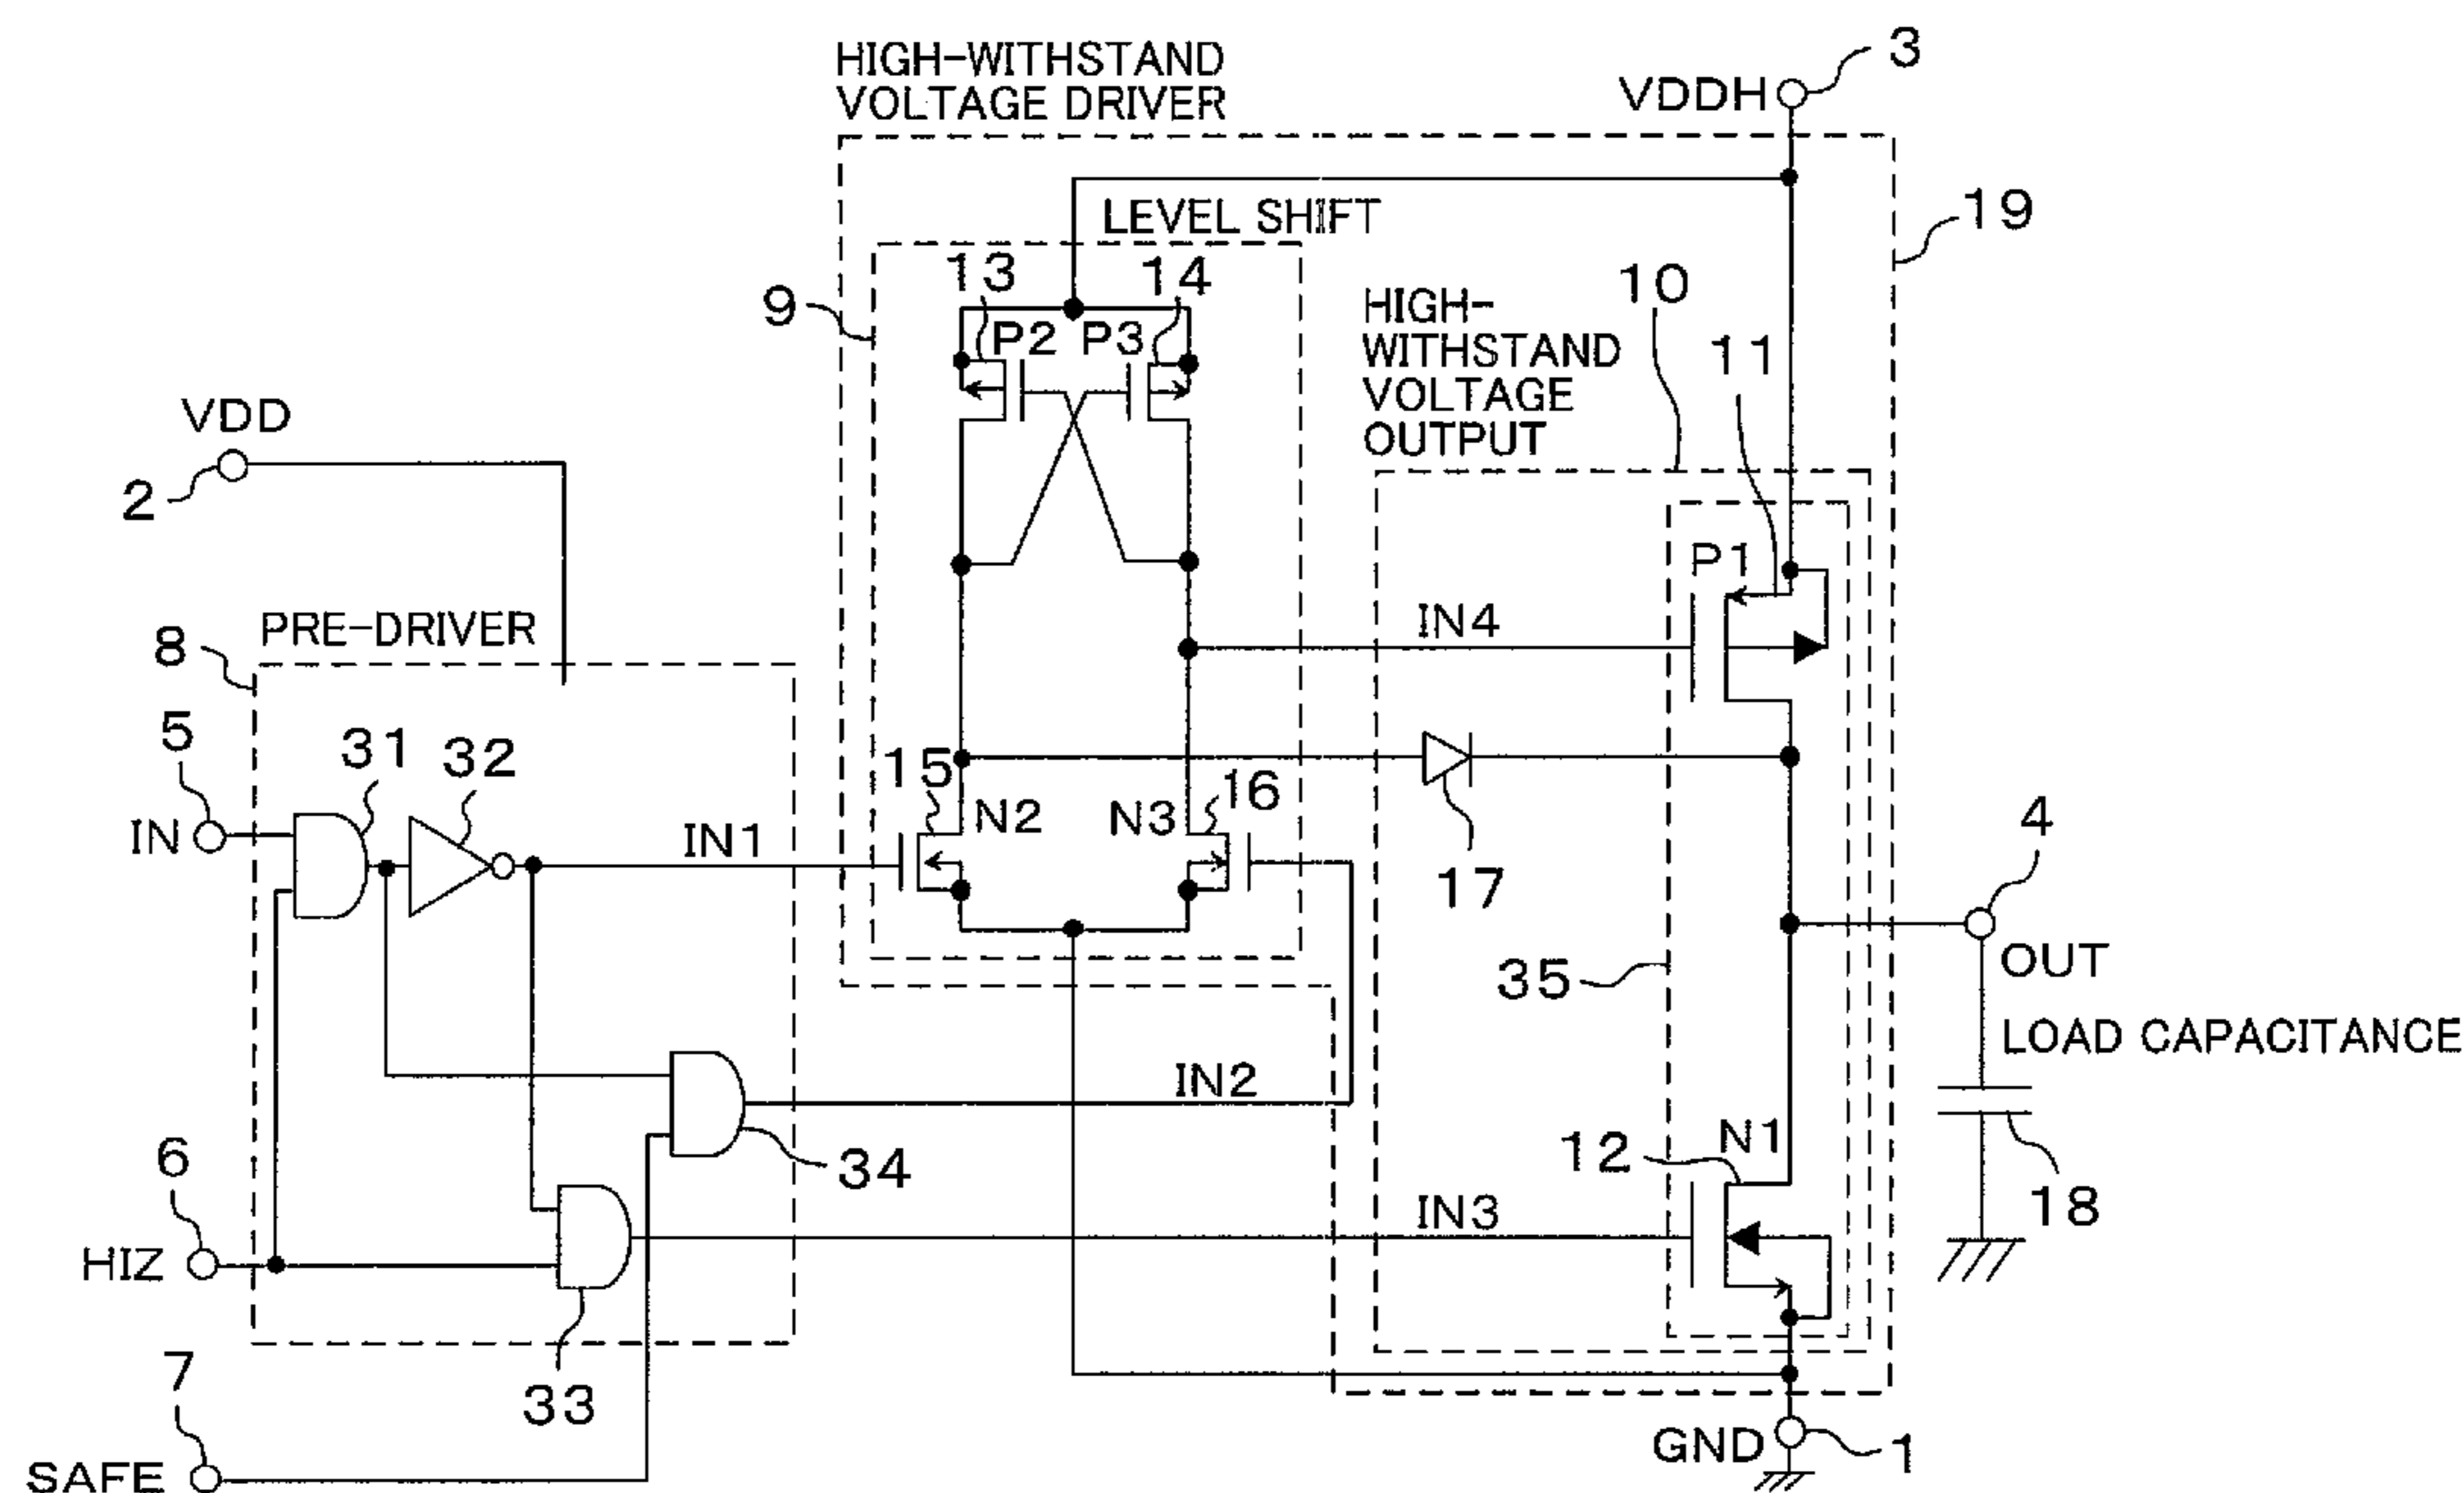 HIGH-WITHSTAND
VOLTAGE DRIVER
3
VDDH
19
LEVEL SHIFT
9
13
14
P2
P3
10
HIGH-
WITHSTAND
VOLTAGE
OUTPUT
11
VDD
2
P1
IN4
PRE-DRIVER
8
5
31
32
IN
IN1
15
N2
N3
16
17
4
OUT
35
LOAD CAPACITANCE
IN2
34
6
HIZ
12
N1
18
IN3
33
7
SAFE
GND
1